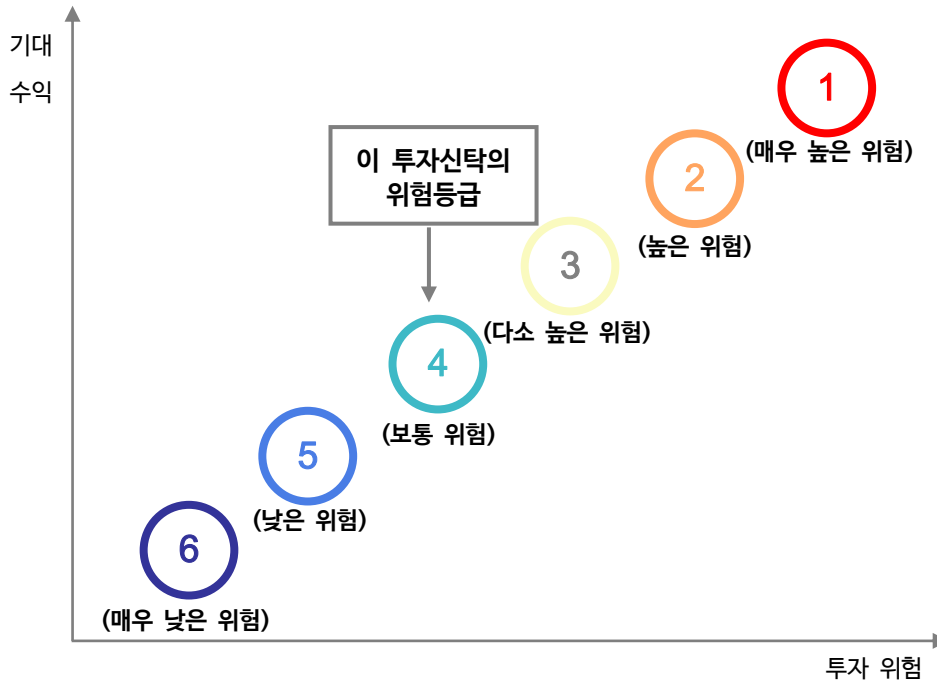 기대
수익
1
(매우 높은 위험)
이 투자신탁의
위험등급
2
(높은 위험)
3
(다소 높은 위험)
4
(보통 위험)
5
(낮은 위험)
6
(매우 낮은 위험)
투자 위험